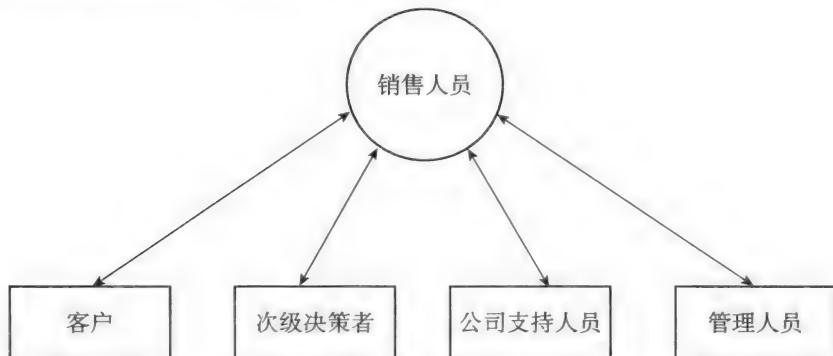 销售人员
客户
次级决策者
公司支持人员
管理人员